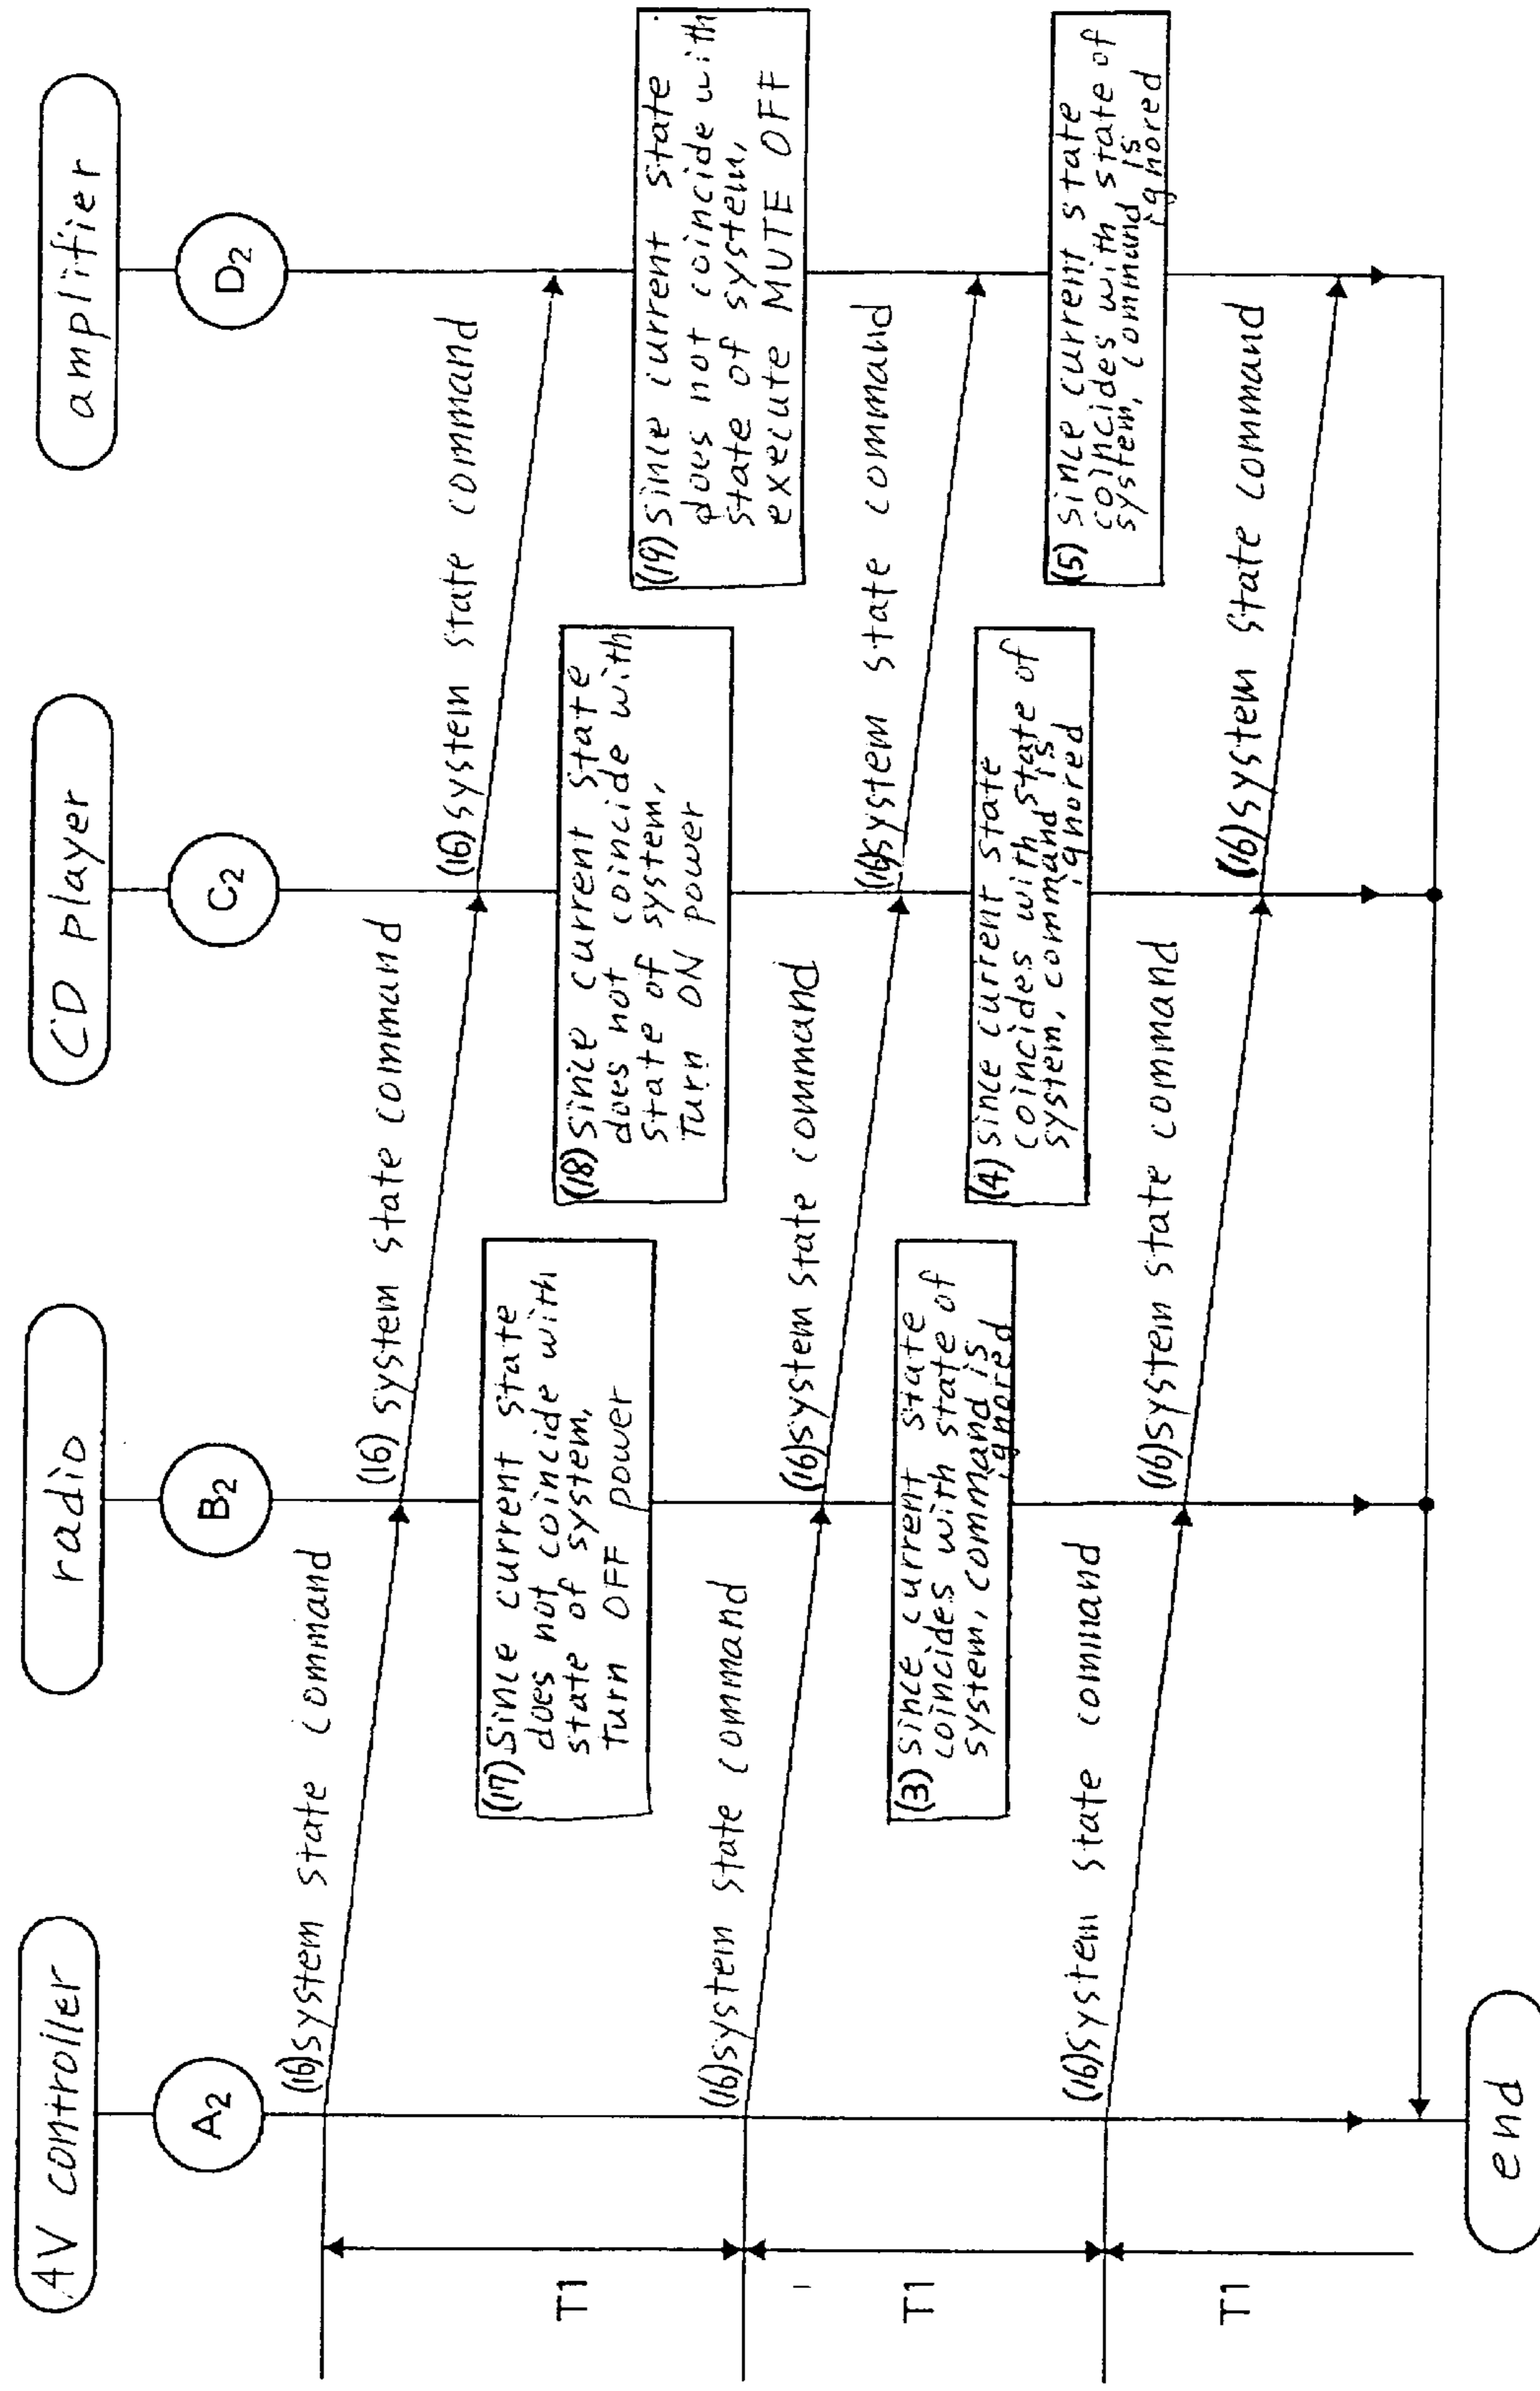 AV controller
radio
CD player
amplifier
A2
B2
C2
D2
(16) System state command
(16) System state command
(16) System state command
(17) Since current state
does not coincide with
state of system,
Turn OFF power
(18) Since current state
does not coincide with
state of system,
Turn ON power
(19) Since current state
does not coincide with
state of system,
execute MUTE OFF
T1
(16) System state command
(16) System state command
(16) System state command
(3) Since current state
coincides with state of
system, command is
ignored
(4) Since current state
coincides with state of
system, command is
ignored
(5) Since current state
coincides with state of
system, command is
ignored
T1
(16) System state command
(16) System state command
(16) System state command
T1
end